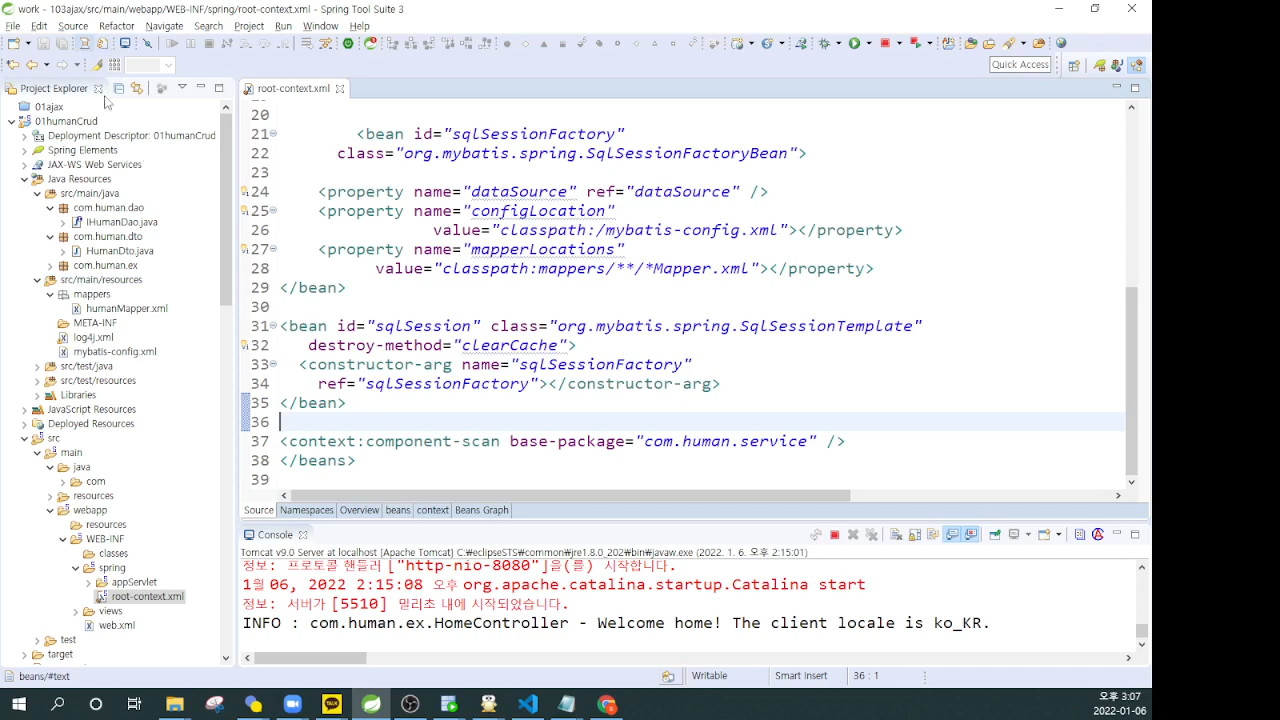 work - 103ajax/src/main/webapp/WEB-INF/spring/root-context.xml - Spring Tool Suite 3
File Edit Source Refactor Navigate Search Project Run Window Help
Quick Access
Project Explorer
01ajax
01humanCrud
Deployment Descriptor: 01humanCrud
Spring Elements
JAX-WS Web Services
Java Resources
src/main/java
com.human.dao
IHumanDao.java
com.human.dto
HumanDto.java
com.human.ex
src/main/resources
mappers
humanMapper.xml
META-INF
log4j.xml
mybatis-config.xml
src/test/java
src/test/resources
Libraries
JavaScript Resources
Deployed Resources
src
main
java
com
resources
webapp
resources
WEB-INF
classes
spring
appServlet
root-context.xml
views
web.xml
test
target
root-context.xml
20
21 <bean id="sqlSessionFactory"
22 class="org.mybatis.spring.SqlSessionFactoryBean">
23
24 <property name="dataSource" ref="dataSource" />
25 <property name="configLocation"
26 value="classpath:/mybatis-config.xml"></property>
27 <property name="mapperLocations"
28 value="classpath:mappers/**/*Mapper.xml"></property>
29 </bean>
30
31 <bean id="sqlSession" class="org.mybatis.spring.SqlSessionTemplate"
32 destroy-method="clearCache">
33 <constructor-arg name="sqlSessionFactory"
34 ref="sqlSessionFactory"></constructor-arg>
35 </bean>
36
37 <context:component-scan base-package="com.human.service" />
38 </beans>
39
Source Namespaces Overview beans context Beans Graph
Console
Tomcat v9.0 Server at localhost [Apache Tomcat] C:₩eclipseSTS₩common₩jre1.8.0_202₩bin₩javaw.exe (2022. 1. 6. 오후 2:15:01)
정보: 프로토콜 핸들러 ["http-nio-8080"]을(를) 시작합니다.
1월 06, 2022 2:15:08 오후 org.apache.catalina.startup.Catalina start
정보: 서버가 [5510] 밀리초 내에 시작되었습니다.
INFO : com.human.ex.HomeController - Welcome home! The client locale is ko_KR.
beans/#text
Writable
Smart Insert
36 : 1
TALK
오후 3:07
2022-01-06